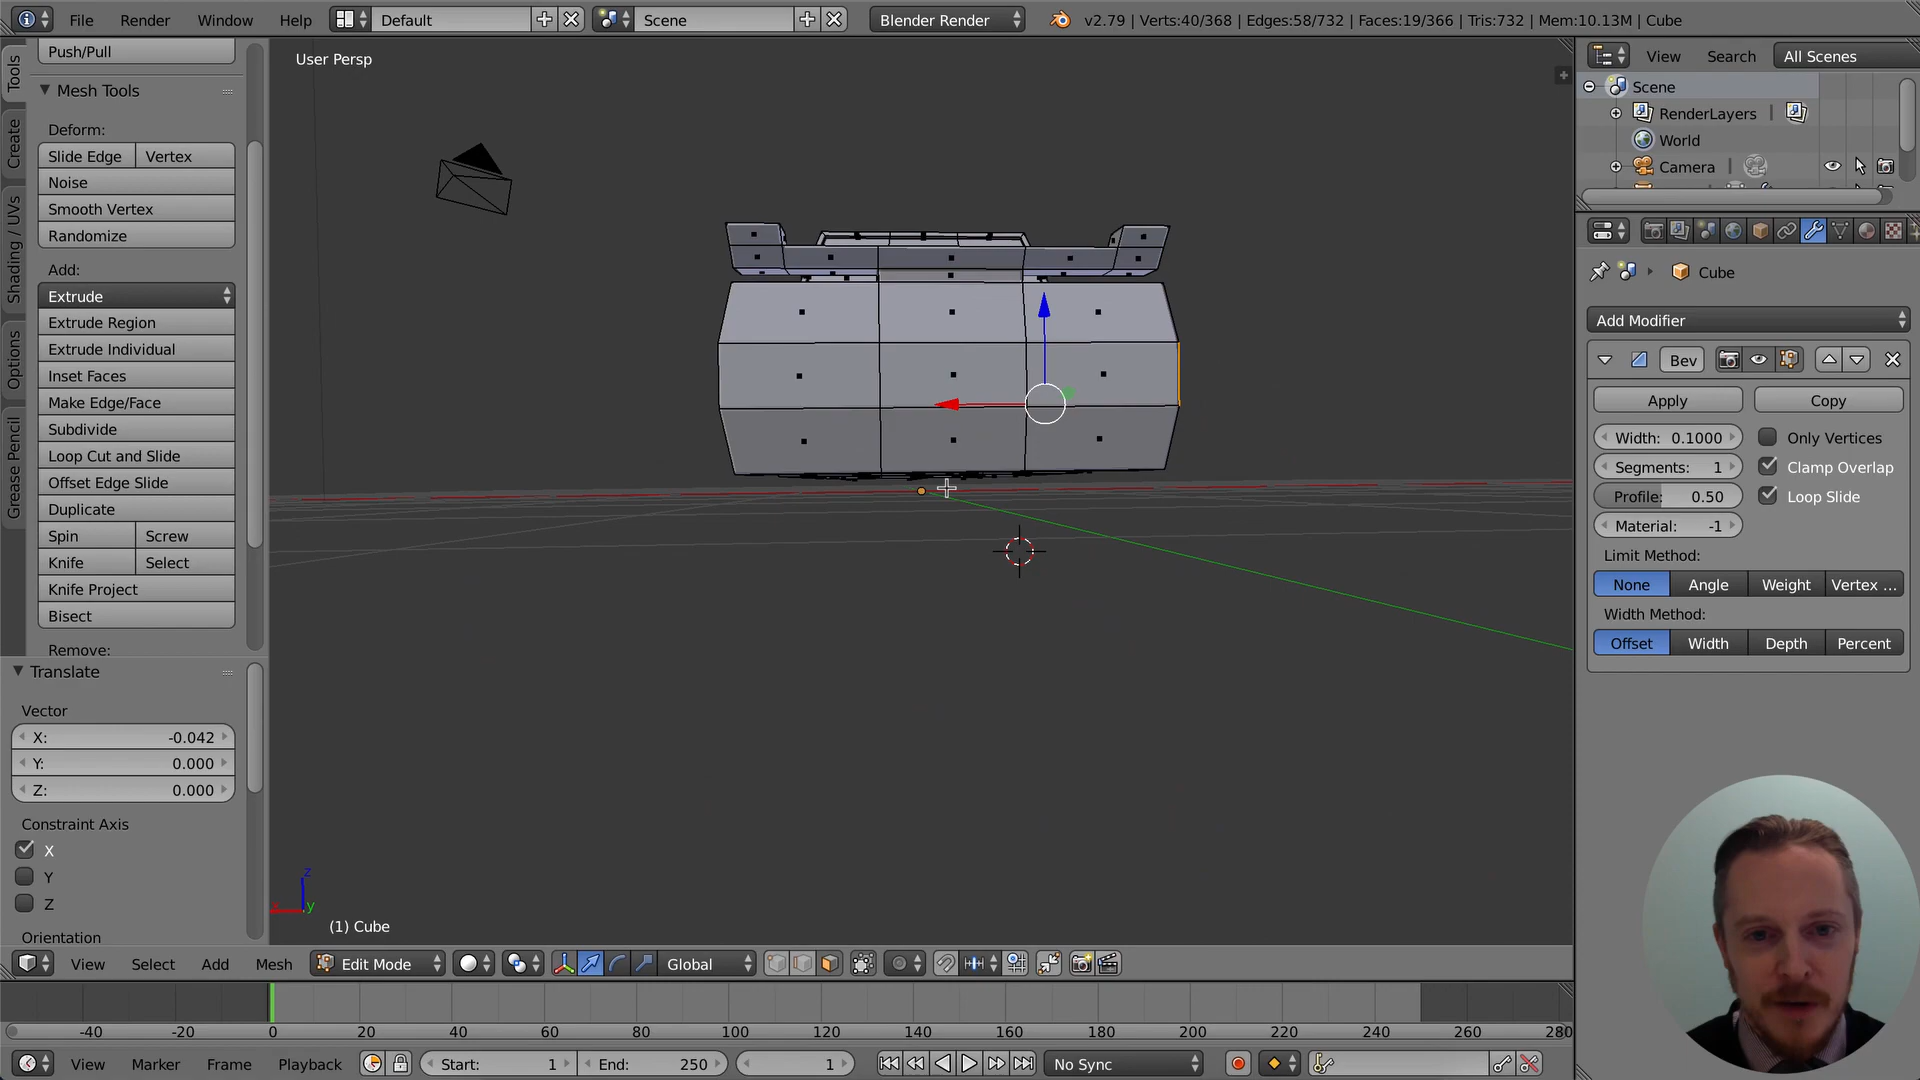 File Render Window Help Default Scene Blender Render v2.79 | Verts:40/368 | Edges:58/732 | Faces:19/366 | Tris:732 | Mem:10.13M | Cube
Push/Pull
Mesh Tools
Deform:
Slide Edge Vertex
Noise
Smooth Vertex
Randomize
Add:
Extrude
Extrude Region
Extrude Individual
Inset Faces
Make Edge/Face
Subdivide
Loop Cut and Slide
Offset Edge Slide
Duplicate
Spin Screw
Knife Select
Knife Project
Bisect
Remove:
Tools
Create
Shading / UVs
Options
Grease Pencil
Translate
Vector
X: -0.042
Y: 0.000
Z: 0.000
Constraint Axis
X
Y
Z
Orientation
User Persp
z
x y
(1) Cube
View Search All Scenes
Scene
RenderLayers
World
Camera
Cube
Add Modifier
Bev
Apply Copy
Width: 0.1000 Only Vertices
Segments: 1 Clamp Overlap
Profile: 0.50 Loop Slide
Material: -1
Limit Method:
None Angle Weight Vertex ...
Width Method:
Offset Width Depth Percent
View Select Add Mesh Edit Mode Global
-40 -20 0 20 40 60 80 100 120 140 160 180 200 220 240 260 280
View Marker Frame Playback Start: 1 End: 250 1 No Sync